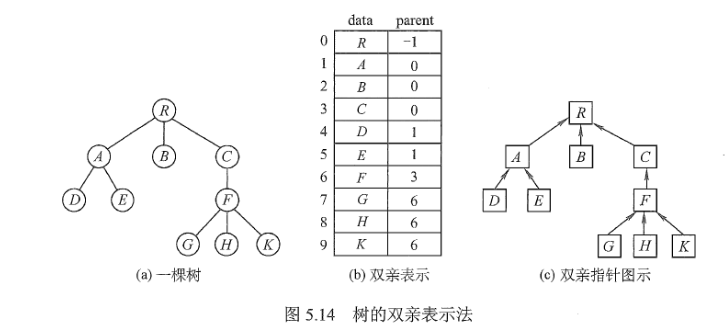 data parent
0 R −1
1 A 0
2 B 0
3 C 0
4 D 1
5 E 1
6 F 3
7 G 6
8 H 6
9 K 6
R
A B C
D E F
G H K
(a) 一棵树
(b) 双亲表示
R
A B C
D E F
G H K
(c) 双亲指针图示
图 5.14 树的双亲表示法